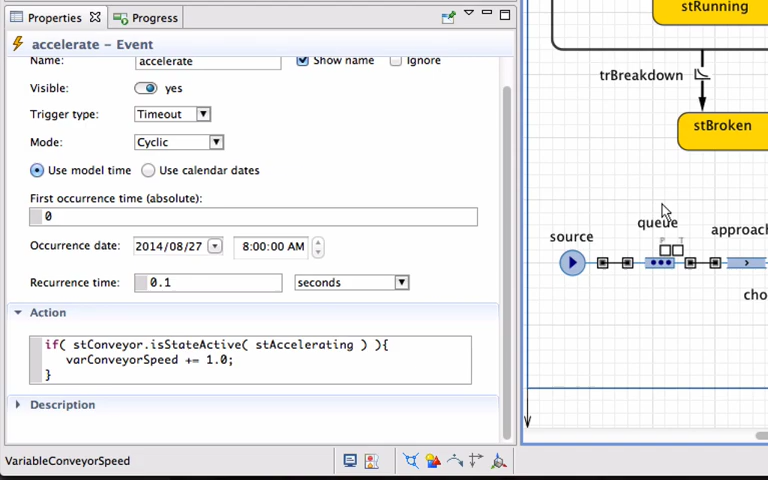 Properties
Progress
accelerate – Event
Name:
accelerate
Show name
Ignore
Visible:
yes
Trigger type:
Timeout
Mode:
Cyclic
Use model time
Use calendar dates
First occurrence time (absolute):
0
Occurrence date:
2014/08/27
8:00:00 AM
Recurrence time:
0.1
seconds
Action
if( stConveyor.isStateActive( stAccelerating ) ){
varConveyorSpeed += 1.0;
}
Description
VariableConveyorSpeed
stRunning
trBreakdown
stBroken
source
queue
approach
cho